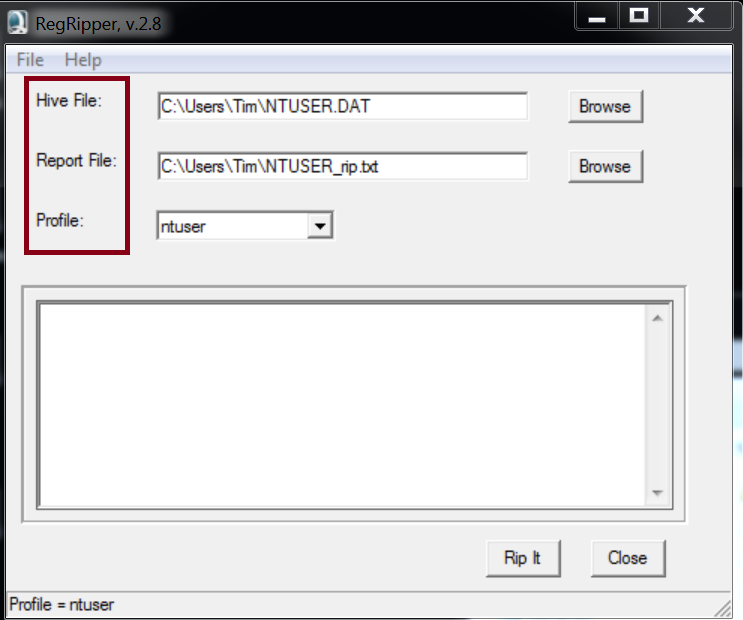 RegRipper, v.2.8
File Help
Hive File: C:\Users\Tim\NTUSER.DAT Browse
Report File: C:\Users\Tim\NTUSER_rip.txt Browse
Profile: ntuser
Rip It Close
Profile = ntuser